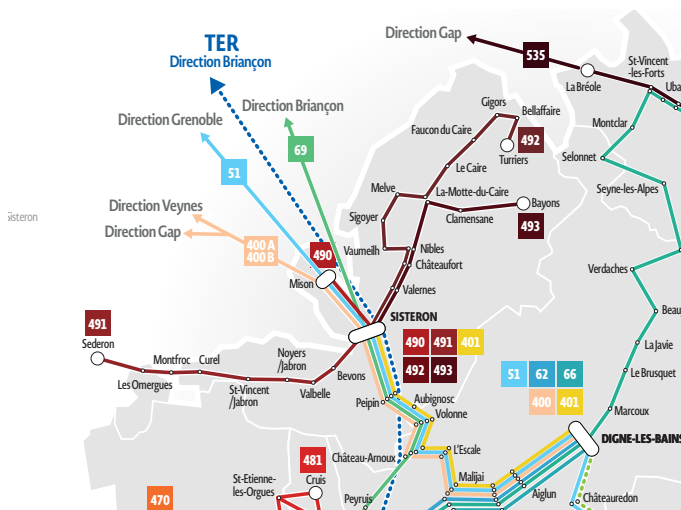 TER
Direction Briançon
Direction Gap
535
St-Vincent
-les-Forts
La Bréole
Uba
Direction Grenoble
Direction Briançon
51
69
Gigors
Bellaffaire
Faucon du Caire
492
Turriers
Montclar
Selonnet
Le Caire
Seyne-les-Alpes
Direction Veynes
Direction Gap
400 A
400 B
490
Mison
Sisteron
Melve
La-Motte-du-Caire
Bayons
Sigoyer
Clamensane
493
Vaumeilh
Nibles
Châteaufort
Valernes
Verdaches
Beau
491
Sederon
SISTERON
490 491 401
492 493
Montfroc
Curel
Noyers
/Jabron
Les Omergues
St-Vincent
/Jabron
Valbelle
Bevons
La Javie
Le Brusquet
51 62 66
400 401
Marcoux
Peipin
Aubignosc
Volonne
DIGNE-LES-BAINS
481
Cruis
Château-Arnoux
L'Escale
St-Etienne-
les-Orgues
Malijai
470
Peyruis
Aiglun
Châteauredon